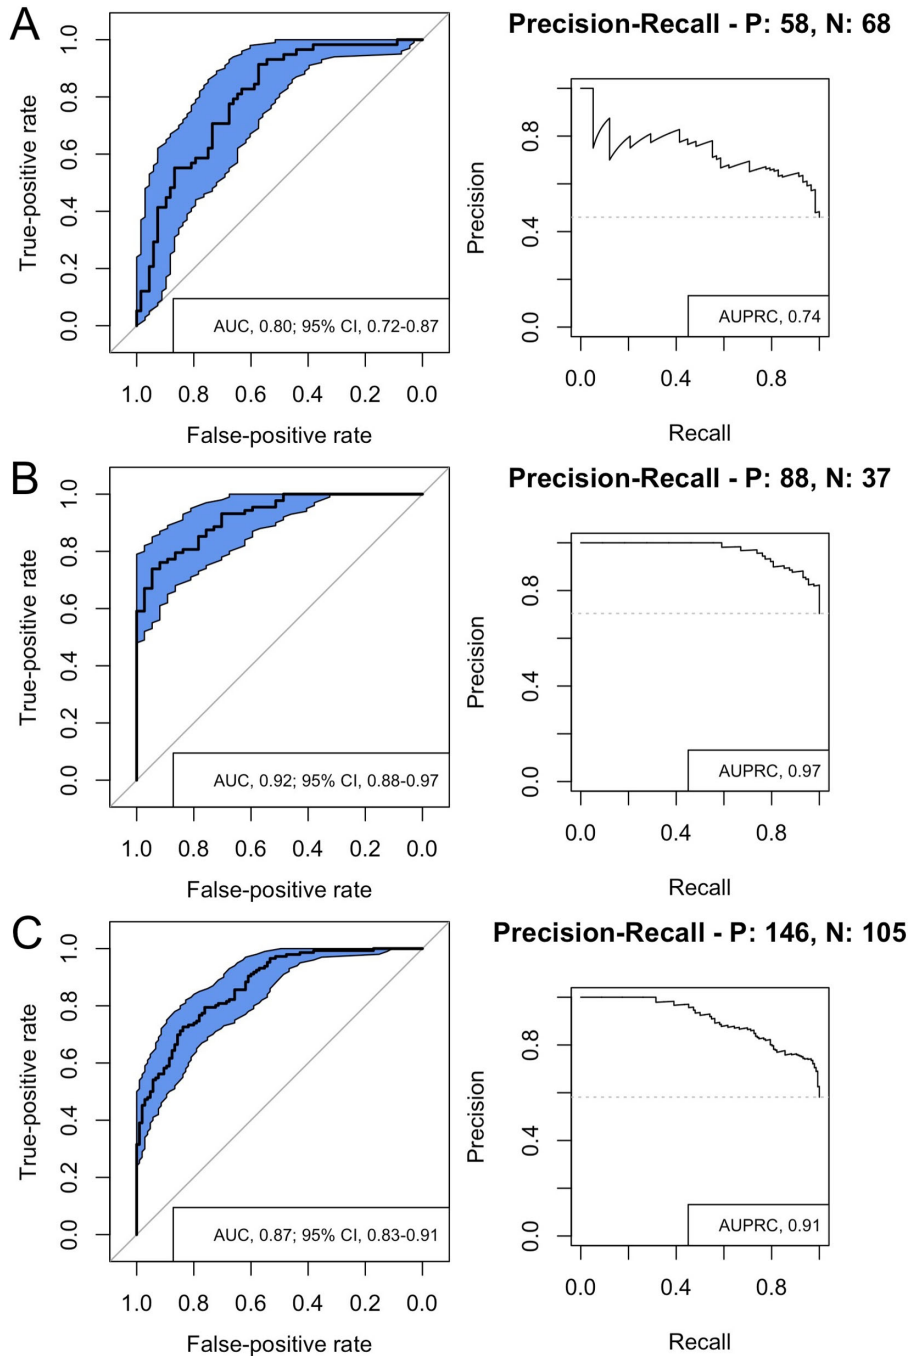 A
True-positive rate
1.0
0.8
0.6
0.4
0.2
0.0
AUC, 0.80; 95% CI, 0.72-0.87
1.0 0.8 0.6 0.4 0.2 0.0
False-positive rate
Precision-Recall - P: 58, N: 68
Precision
0.8
0.4
0.0
AUPRC, 0.74
0.0 0.4 0.8
Recall
B
True-positive rate
1.0
0.8
0.6
0.4
0.2
0.0
AUC, 0.92; 95% CI, 0.88-0.97
1.0 0.8 0.6 0.4 0.2 0.0
False-positive rate
Precision-Recall - P: 88, N: 37
Precision
0.8
0.4
0.0
AUPRC, 0.97
0.0 0.4 0.8
Recall
C
True-positive rate
1.0
0.8
0.6
0.4
0.2
0.0
AUC, 0.87; 95% CI, 0.83-0.91
1.0 0.8 0.6 0.4 0.2 0.0
False-positive rate
Precision-Recall - P: 146, N: 105
Precision
0.8
0.4
0.0
AUPRC, 0.91
0.0 0.4 0.8
Recall